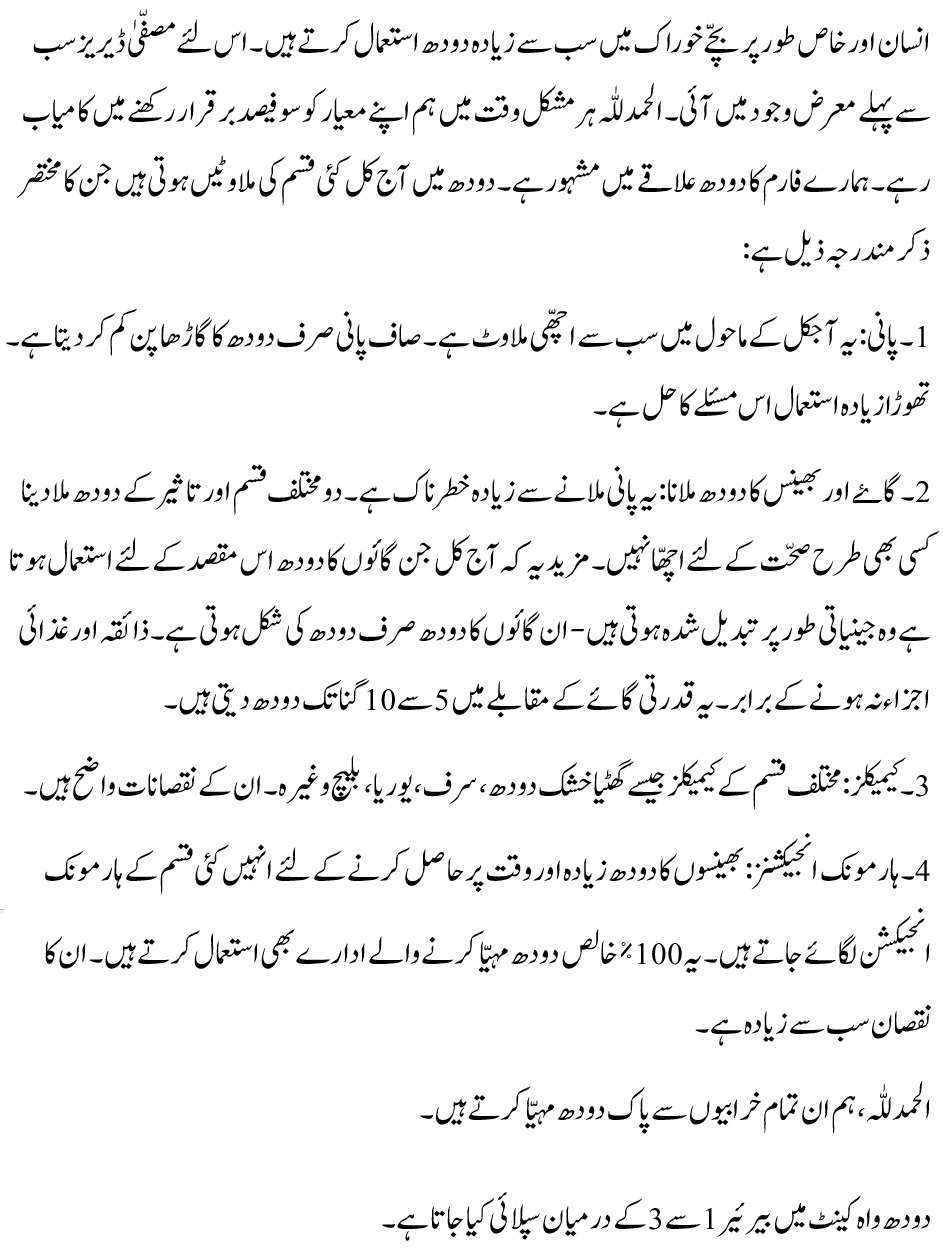 انسان اور خاص طور پر بچّے خوراک میں سب سے زیادہ دودھ استعمال کرتے ہیں۔ اس لئے مصفّیٰ ڈیریز سب
سے پہلے معرض وجود میں آئی۔ الحمدللہ ہر مشکل وقت میں ہم اپنے معیار کو سو فیصد برقرار رکھنے میں کامیاب
رہے۔ ہمارے فارم کا دودھ علاقے میں مشہور ہے۔ دودھ میں آج کل کئی قسم کی ملاوٹیں ہوتی ہیں جن کا مختصر
ذکر مندرجہ ذیل ہے:
1۔ پانی: یہ آجکل کے ماحول میں سب سے اچھّی ملاوٹ ہے۔ صاف پانی صرف دودھ کا گاڑھا پن کم کر دیتا ہے۔
تھوڑا زیادہ استعمال اس مسئلے کا حل ہے۔
2۔ گائے اور بھینس کا دودھ ملانا: یہ پانی ملانے سے زیادہ خطرناک ہے۔ دو مختلف قسم اور تاثیر کے دودھ ملا دینا
کسی بھی طرح صحّت کے لئے اچھّا نہیں۔ مزید یہ کہ آج کل جن گائوں کا دودھ اس مقصد کے لئے استعمال ہوتا
ہے وہ جینیاتی طور پر تبدیل شدہ ہوتی ہیں - ان گائوں کا دودھ صرف دودھ کی شکل ہوتی ہے۔ ذائقہ اور غذائی
اجزاء نہ ہونے کے برابر۔ یہ قدرتی گائے کے مقابلے میں 5 سے 10 گنا تک دودھ دیتی ہیں۔
3۔ کیمیکلز: مختلف قسم کے کیمیکلز جیسے گھٹیا خشک دودھ، سرف، یوریا، بلیچ وغیرہ۔ ان کے نقصانات واضح ہیں۔
4۔ ہارمونک انجیکشنز: بھینسوں کا دودھ زیادہ اور وقت پر حاصل کرنے کے لئے انہیں کئی قسم کے ہارمونک
انجیکشن لگائے جاتے ہیں۔ یہ 100٪ خالص دودھ مہیّا کرنے والے ادارے بھی استعمال کرتے ہیں۔ ان کا
نقصان سب سے زیادہ ہے۔
الحمدللہ، ہم ان تمام خرابیوں سے پاک دودھ مہیّا کرتے ہیں۔
دودھ واہ کینٹ میں بیرئیر 1 سے 3 کے درمیان سپلائی کیا جاتا ہے۔